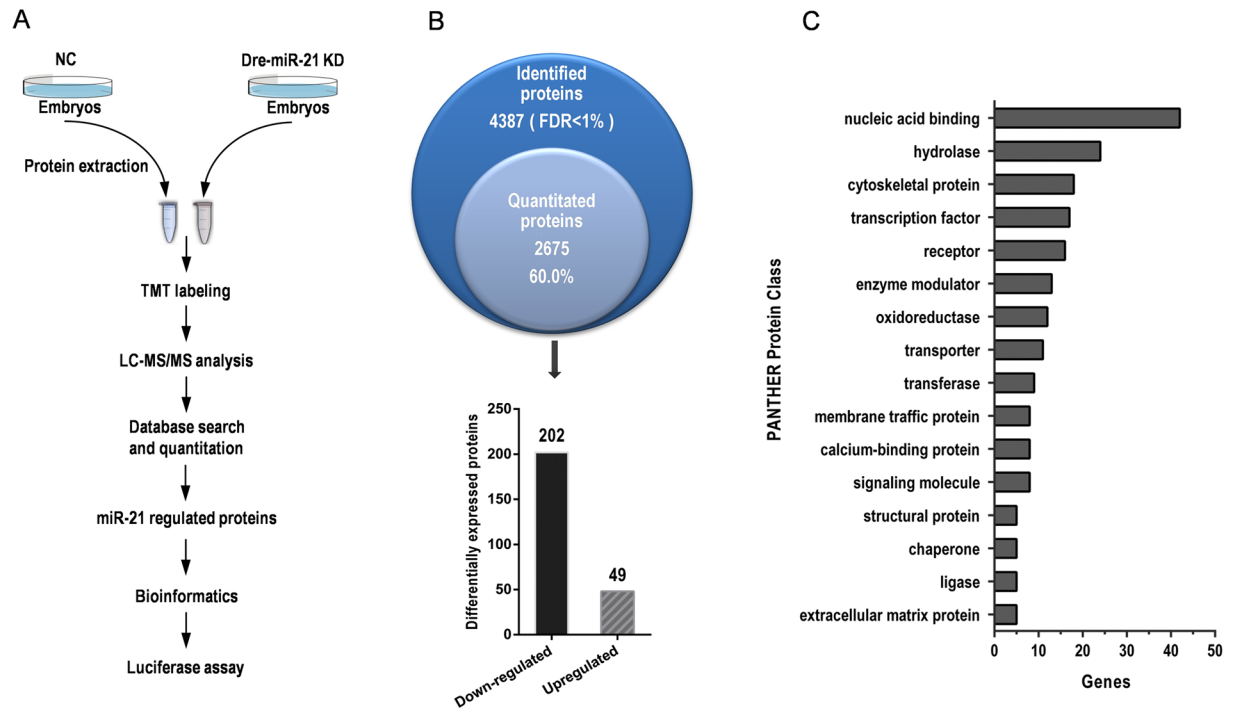 A
NC
Dre-miR-21 KD
Embryos
Embryos
Protein extraction
TMT labeling
LC-MS/MS analysis
Database search
and quantitation
miR-21 regulated proteins
Bioinformatics
Luciferase assay
B
Identified
proteins
4387 ( FDR<1% )
Quantitated
proteins
2675
60.0%
Differentially expressed proteins
250
200
150
100
50
0
202
49
Down-regulated
Upregulated
C
PANTHER Protein Class
nucleic acid binding
hydrolase
cytoskeletal protein
transcription factor
receptor
enzyme modulator
oxidoreductase
transporter
transferase
membrane traffic protein
calcium-binding protein
signaling molecule
structural protein
chaperone
ligase
extracellular matrix protein
0 10 20 30 40 50
Genes